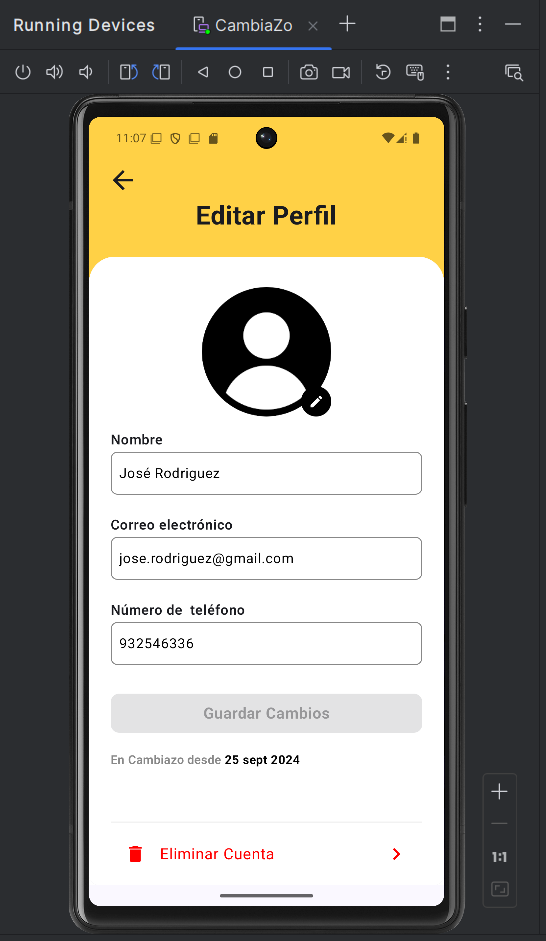 Running Devices
CambiaZo
11:07
Editar Perfil
Nombre
José Rodriguez
Correo electrónico
jose.rodriguez@gmail.com
Número de  teléfono
932546336
Guardar Cambios
En Cambiazo desde 25 sept 2024
1:1
Eliminar Cuenta